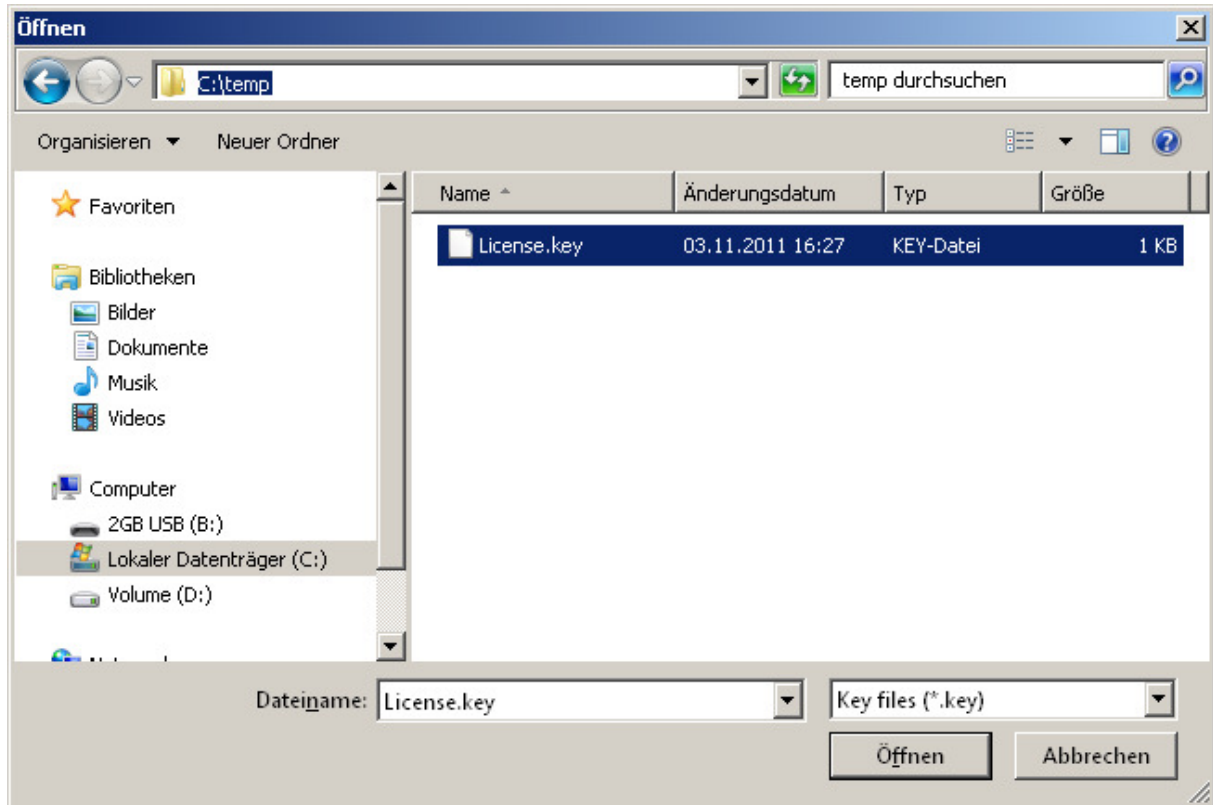 Öffnen
C:\temp
temp durchsuchen
Organisieren
Neuer Ordner
Favoriten
Bibliotheken
Bilder
Dokumente
Musik
Videos
Computer
2GB USB (B:)
Lokaler Datenträger (C:)
Volume (D:)
Name
Änderungsdatum
Typ
Größe
License.key
03.11.2011 16:27
KEY-Datei
1 KB
Dateiname:
License.key
Key files (*.key)
Öffnen
Abbrechen